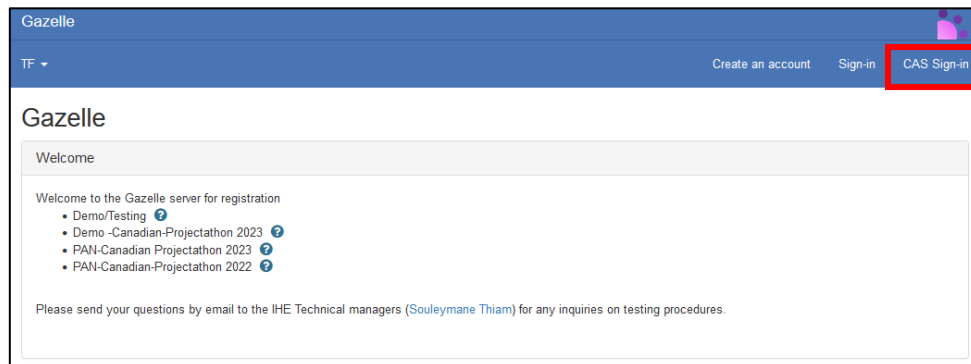 Gazelle
TF
Create an account Sign-in CAS Sign-in
Gazelle
Welcome
Welcome to the Gazelle server for registration
• Demo/Testing ?
• Demo -Canadian-Projectathon 2023 ?
• PAN-Canadian Projectathon 2023 ?
• PAN-Canadian-Projectathon 2022 ?
Please send your questions by email to the IHE Technical managers (Souleymane Thiam) for any inquiries on testing procedures.